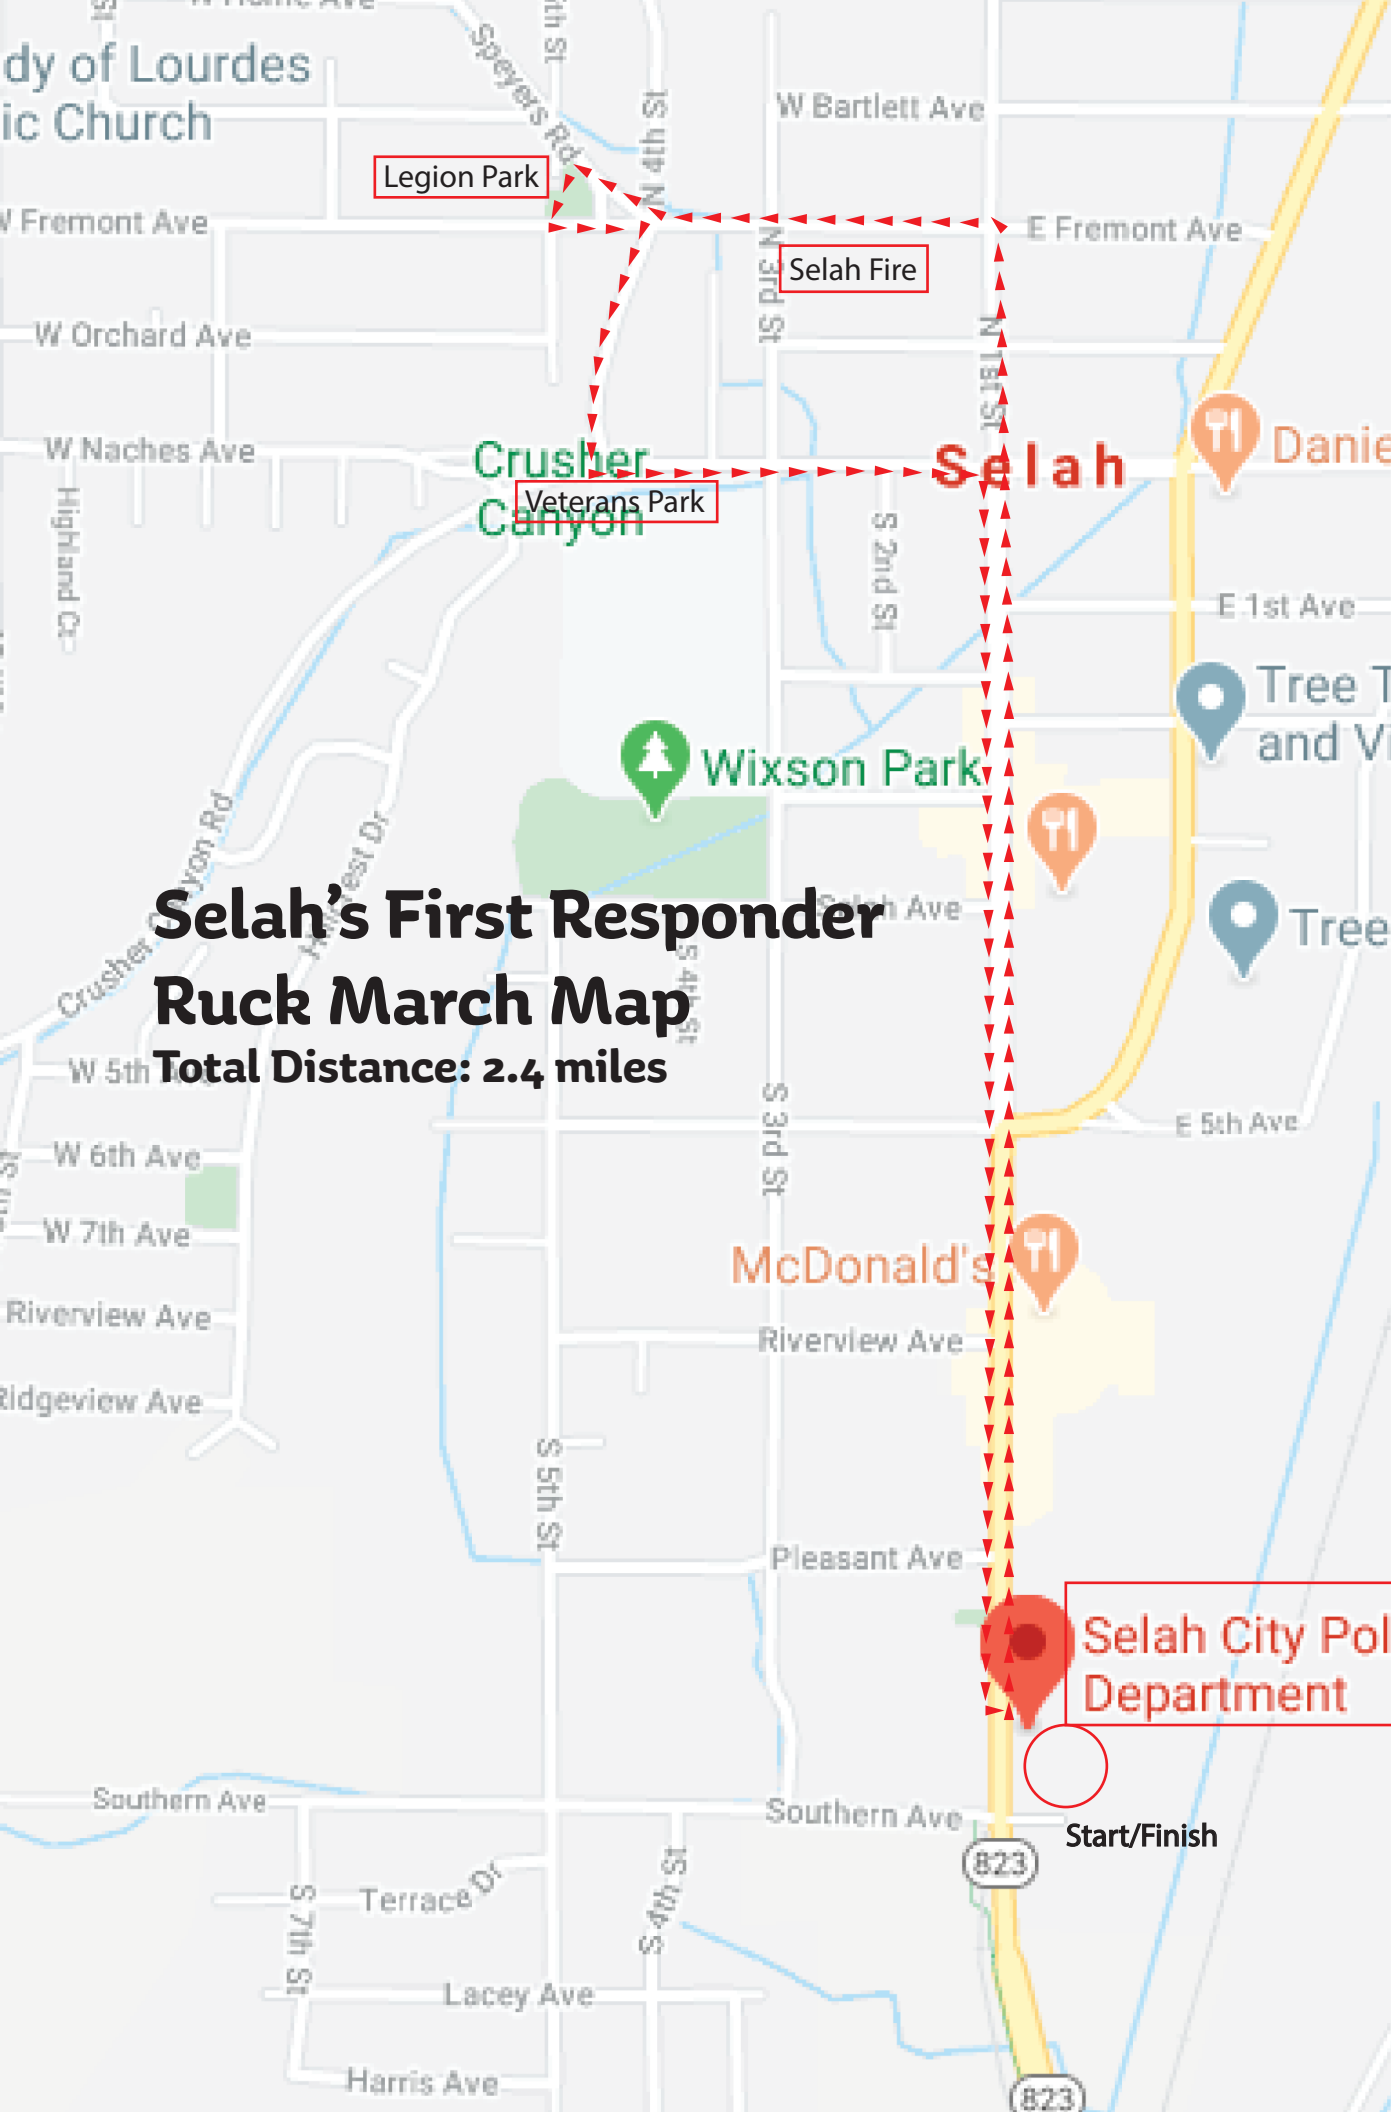 dy of Lourdes
ic Church
Speyers Rd
N 4th St
W Bartlett Ave
Legion Park
W Fremont Ave
E Fremont Ave
N 3rd St
Selah Fire
W Orchard Ave
N 1st St
W Naches Ave
Crusher
Canyon
Veterans Park
Selah
Danie
Highland Ct
S 2nd St
E 1st Ave
Tree T
and Vi
Wixson Park
Crusher Canyon Rd
Selah Ave
Tree
Selah's First Responder
Ruck March Map
Total Distance: 2.4 miles
S 4th St
W 5th Ave
S 3rd St
E 5th Ave
W 6th Ave
W 7th Ave
McDonald's
Riverview Ave
Riverview Ave
Ridgeview Ave
S 5th St
Pleasant Ave
Selah City Pol
Department
Start/Finish
Southern Ave
Southern Ave
823
Terrace Dr
S 4th St
S 7th St
Lacey Ave
Harris Ave
823